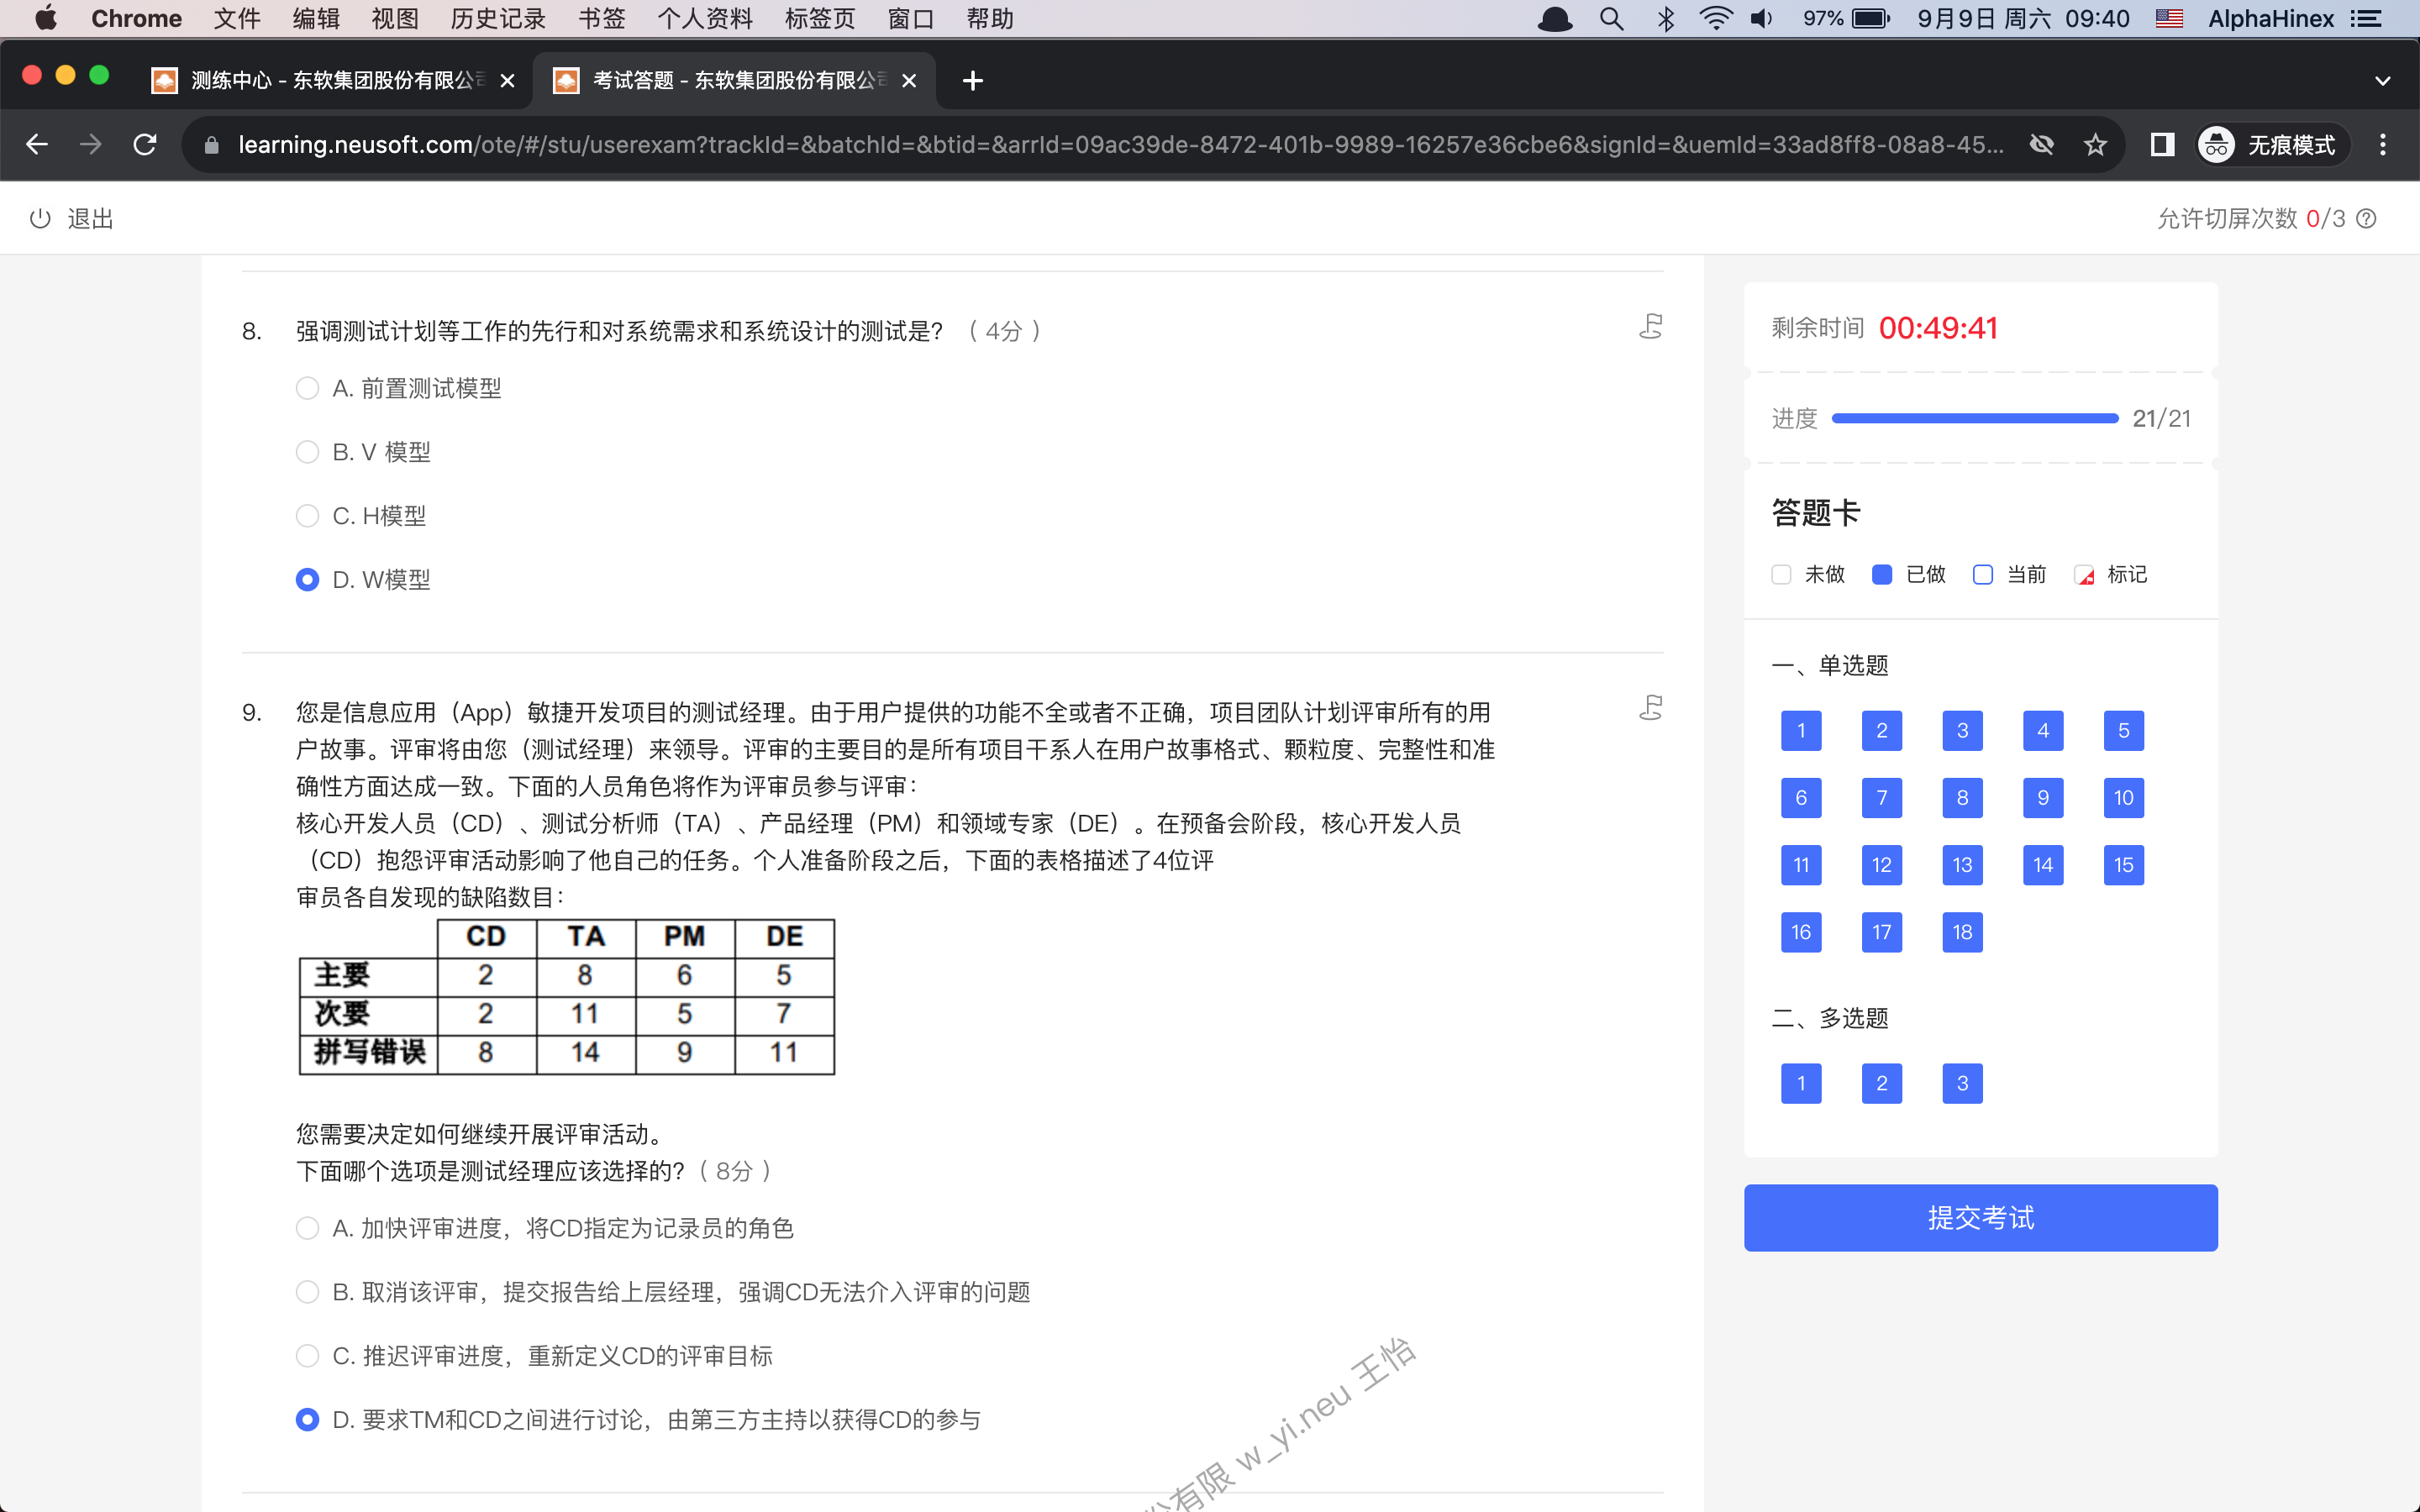 Chrome 文件 编辑 视图 历史记录 书签 个人资料 标签页 窗口 帮助 97% 9月9日 周六 09:40 AlphaHinex
测练中心 - 东软集团股份有限公司 考试答题 - 东软集团股份有限公司
learning.neusoft.com/ote/#/stu/userexam?trackId=&batchId=&btid=&arrId=09ac39de-8472-401b-9989-16257e36cbe6&signId=&uemId=33ad8ff8-08a8-45... 无痕模式
退出 允许切屏次数 0/3
8. 强调测试计划等工作的先行和对系统需求和系统设计的测试是？（ 4分 ）
A. 前置测试模型
B. V 模型
C. H模型
D. W模型
9. 您是信息应用（App）敏捷开发项目的测试经理。由于用户提供的功能不全或者不正确，项目团队计划评审所有的用
户故事。评审将由您（测试经理）来领导。评审的主要目的是所有项目干系人在用户故事格式、颗粒度、完整性和准
确性方面达成一致。下面的人员角色将作为评审员参与评审：
核心开发人员（CD）、测试分析师（TA）、产品经理（PM）和领域专家（DE）。在预备会阶段，核心开发人员
（CD）抱怨评审活动影响了他自己的任务。个人准备阶段之后，下面的表格描述了4位评
审员各自发现的缺陷数目：
CD TA PM DE
主要 2 8 6 5
次要 2 11 5 7
拼写错误 8 14 9 11
您需要决定如何继续开展评审活动。
下面哪个选项是测试经理应该选择的？（ 8分 ）
A. 加快评审进度，将CD指定为记录员的角色
B. 取消该评审，提交报告给上层经理，强调CD无法介入评审的问题
C. 推迟评审进度，重新定义CD的评审目标
D. 要求TM和CD之间进行讨论，由第三方主持以获得CD的参与
份有限 w_yi.neu 王怡
剩余时间 00:49:41
进度 21/21
答题卡
未做 已做 当前 标记
一、单选题
1 2 3 4 5
6 7 8 9 10
11 12 13 14 15
16 17 18
二、多选题
1 2 3
提交考试